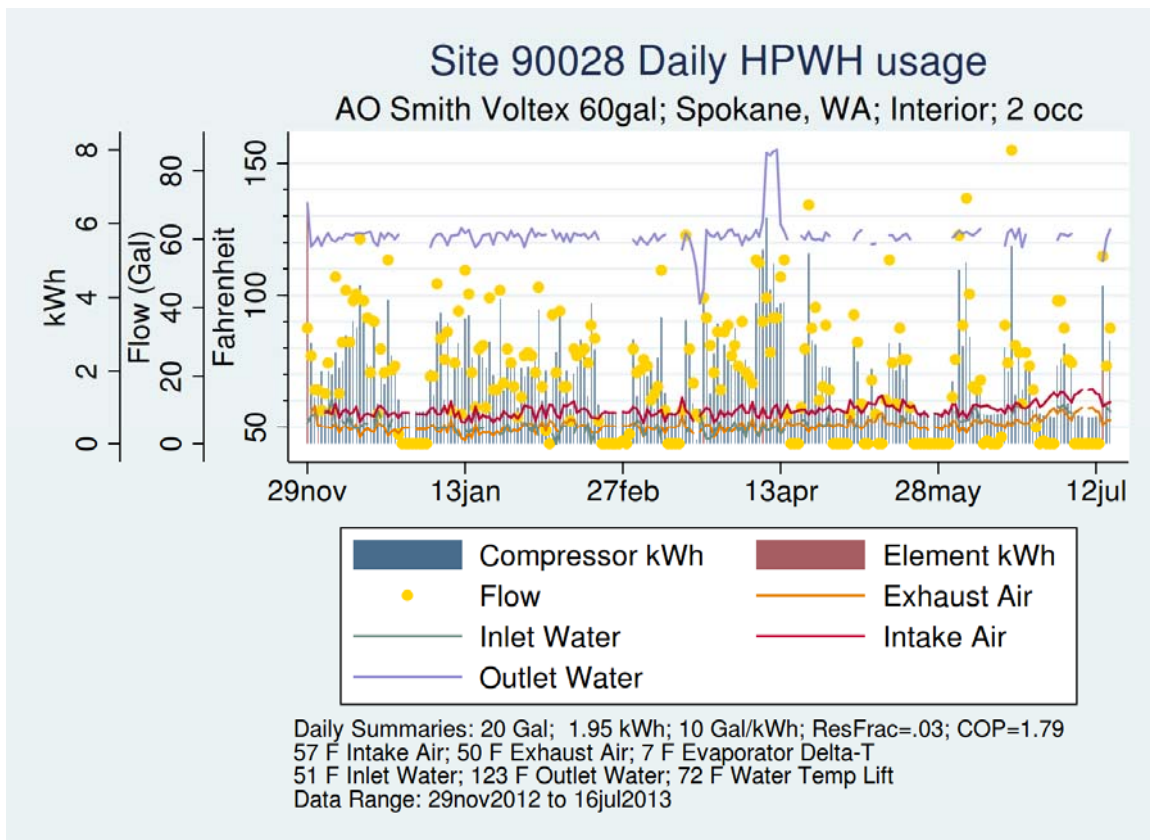 Site 90028 Daily HPWH usage
AO Smith Voltex 60gal; Spokane, WA; Interior; 2 occ
kWh
0 2 4 6 8
Flow (Gal)
0 20 40 60 80
Fahrenheit
50 100 150
29nov 13jan 27feb 13apr 28may 12jul
Compressor kWh Element kWh
Flow Exhaust Air
Inlet Water Intake Air
Outlet Water
Daily Summaries: 20 Gal; 1.95 kWh; 10 Gal/kWh; ResFrac=.03; COP=1.79
57 F Intake Air; 50 F Exhaust Air; 7 F Evaporator Delta-T
51 F Inlet Water; 123 F Outlet Water; 72 F Water Temp Lift
Data Range: 29nov2012 to 16jul2013